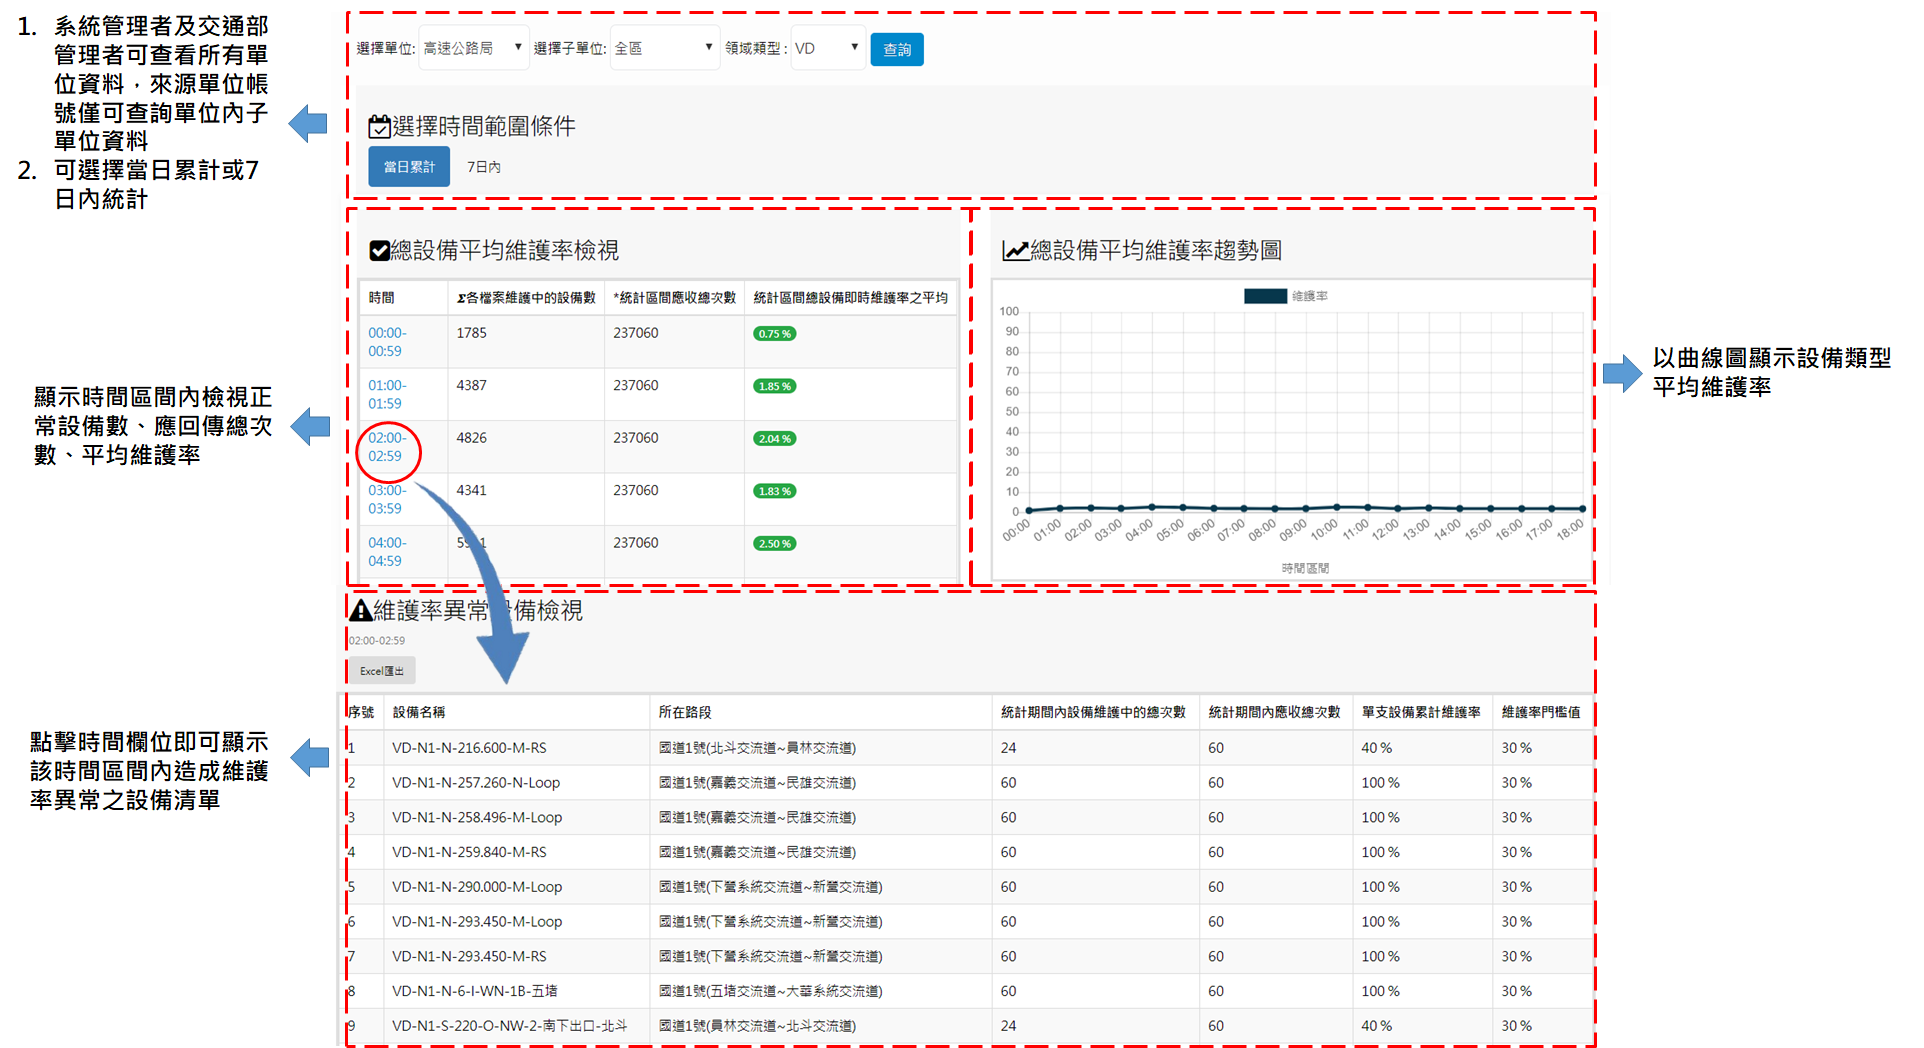 1. 系統管理者及交通部
管理者可查看所有單
位資料，來源單位帳
號僅可查詢單位內子
單位資料
2. 可選擇當日累計或7
日內統計
選擇單位: 高速公路局 選擇子單位: 全區 領域類型 : VD 查詢
選擇時間範圍條件
當日累計 7日內
總設備平均維護率檢視
時間 Σ各檔案維護中的設備數 *統計區間應收總次數 統計區間總設備即時維護率之平均
00:00-
00:59 1785 237060 0.75 %
01:00-
01:59 4387 237060 1.85 %
02:00-
02:59 4826 237060 2.04 %
03:00-
03:59 4341 237060 1.83 %
04:00-
04:59 237060 2.50 %
顯示時間區間內檢視正
常設備數、應回傳總次
數、平均維護率
總設備平均維護率趨勢圖
維護率
100
90
80
70
60
50
40
30
20
10
0
00:00 01:00 02:00 03:00 04:00 05:00 06:00 07:00 08:00 09:00 10:00 11:00 12:00 13:00 14:00 15:00 16:00 17:00 18:00
時間區間
以曲線圖顯示設備類型
平均維護率
維護率異常設備檢視
02:00-02:59
Excel匯出
序號 設備名稱 所在路段 統計期間內設備維護中的總次數 統計期間內應收總次數 單支設備累計維護率 維護率門檻值
1 VD-N1-N-216.600-M-RS 國道1號(北斗交流道~員林交流道) 24 60 40 % 30 %
2 VD-N1-N-257.260-N-Loop 國道1號(嘉義交流道~民雄交流道) 60 60 100 % 30 %
3 VD-N1-N-258.496-M-Loop 國道1號(嘉義交流道~民雄交流道) 60 60 100 % 30 %
4 VD-N1-N-259.840-M-RS 國道1號(嘉義交流道~民雄交流道) 60 60 100 % 30 %
5 VD-N1-N-290.000-M-Loop 國道1號(下營系統交流道~新營交流道) 60 60 100 % 30 %
6 VD-N1-N-293.450-M-Loop 國道1號(下營系統交流道~新營交流道) 60 60 100 % 30 %
7 VD-N1-N-293.450-M-RS 國道1號(下營系統交流道~新營交流道) 60 60 100 % 30 %
8 VD-N1-N-6-I-WN-1B-五堵 國道1號(五堵交流道~大華系統交流道) 60 60 100 % 30 %
9 VD-N1-S-220-O-NW-2-南下出口-北斗 國道1號(員林交流道~北斗交流道) 24 60 40 % 30 %
點擊時間欄位即可顯示
該時間區間內造成維護
率異常之設備清單